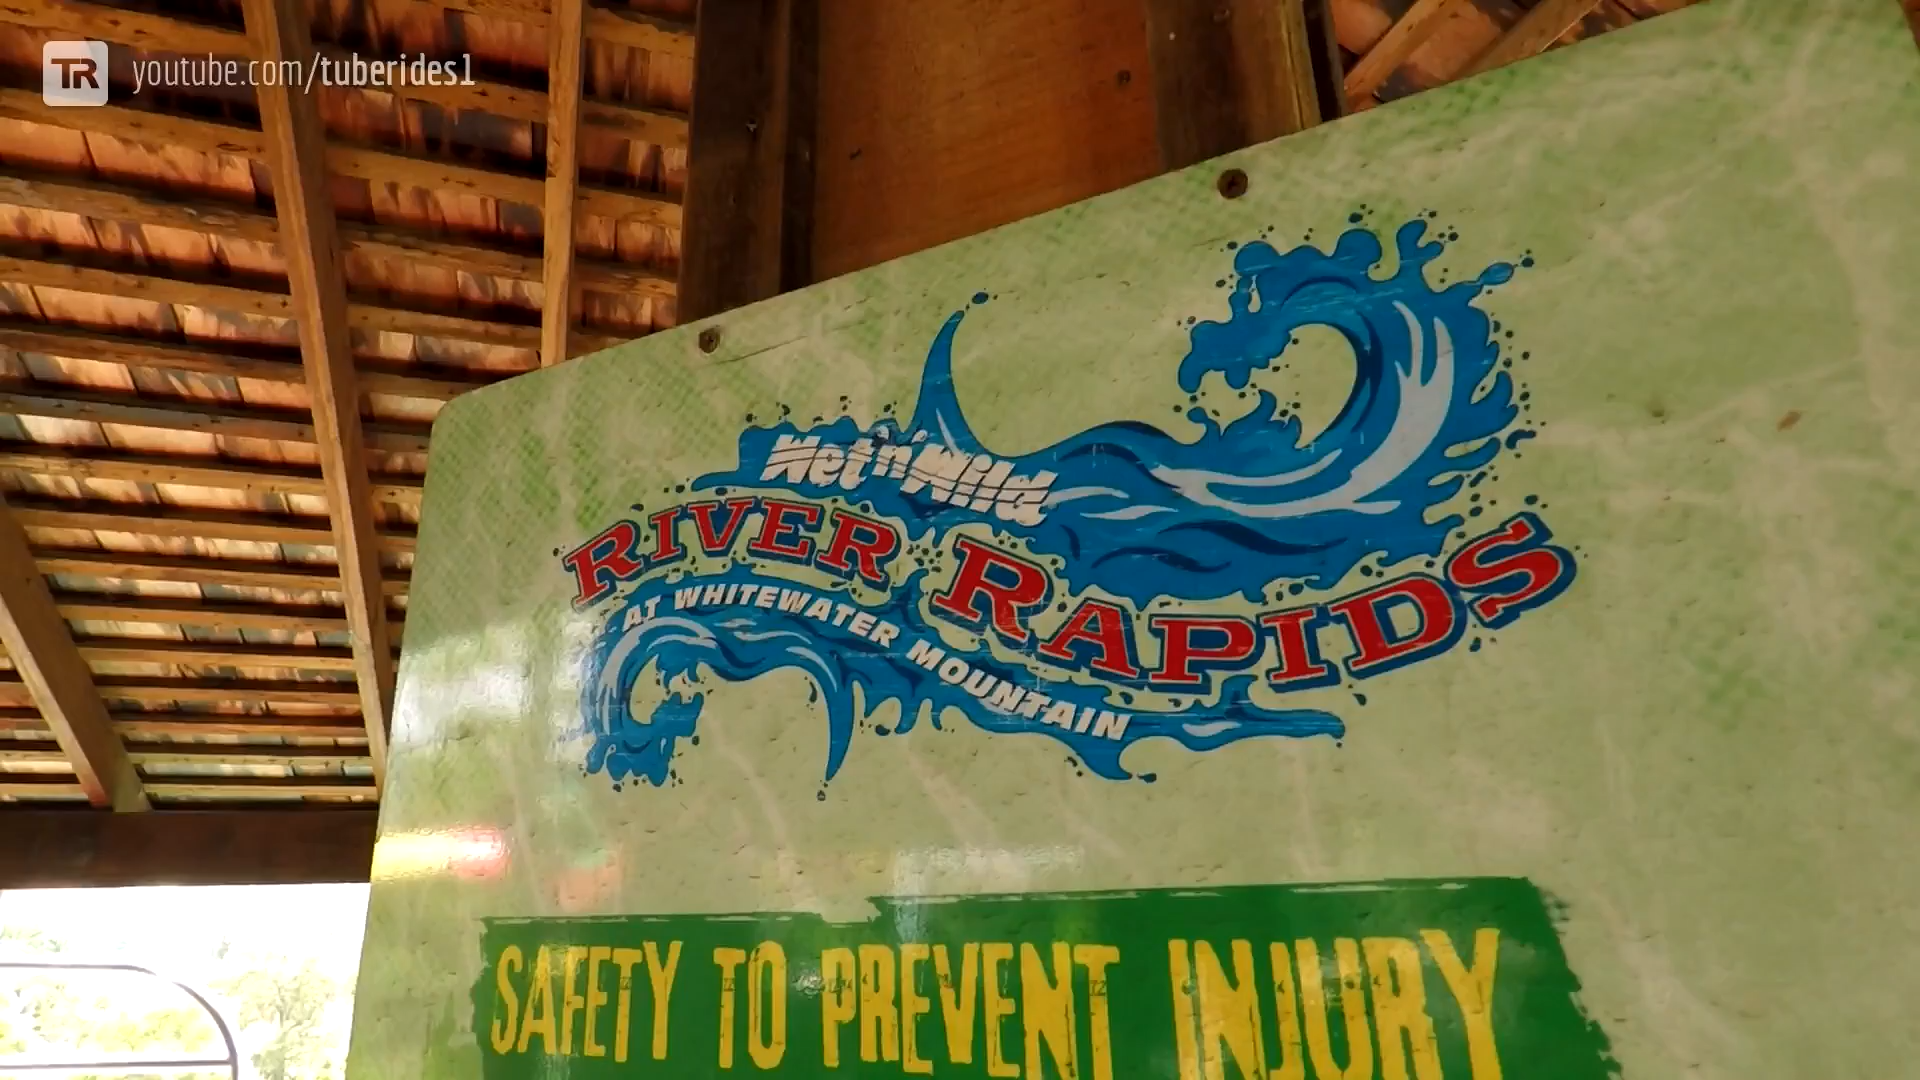 TR youtube.com/tuberides1
Wet'n'Wild
RIVER RAPIDS
AT WHITEWATER MOUNTAIN
SAFETY TO PREVENT INJURY